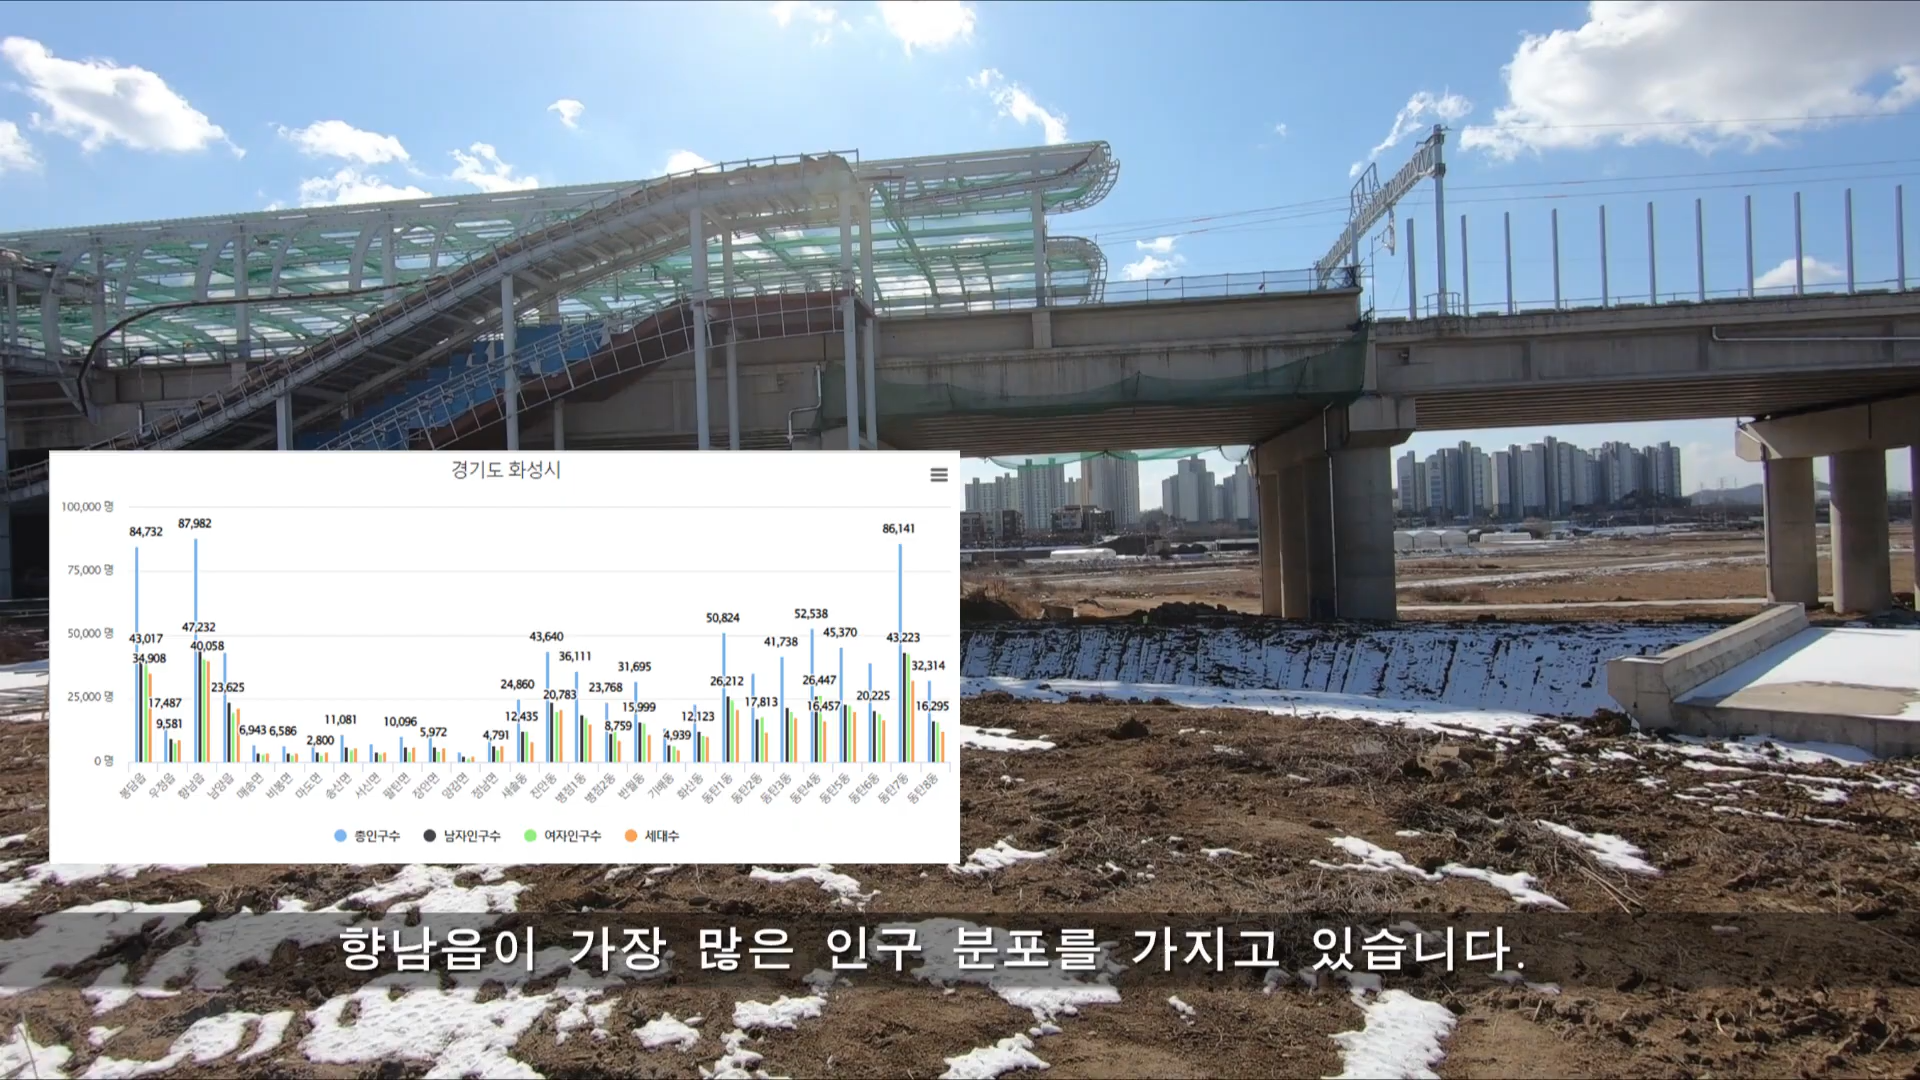 경기도 화성시
100,000 명
75,000 명
50,000 명
25,000 명
0 명
84,732
43,017
34,908
17,487
9,581
87,982
47,232
40,058
23,625
6,943
6,586
2,800
11,081
10,096
5,972
4,791
24,860
12,435
43,640
20,783
36,111
23,768
8,759
31,695
15,999
4,939
12,123
50,824
26,212
17,813
41,738
52,538
26,447
16,457
45,370
20,225
86,141
43,223
32,314
16,295
봉담읍
우정읍
향남읍
남양읍
매송면
비봉면
마도면
송산면
서신면
팔탄면
장안면
양감면
정남면
새솔동
진안동
병점1동
병점2동
반월동
기배동
화산동
동탄1동
동탄2동
동탄3동
동탄4동
동탄5동
동탄6동
동탄7동
동탄8동
총인구수 남자인구수 여자인구수 세대수
향남읍이 가장 많은 인구 분포를 가지고 있습니다.